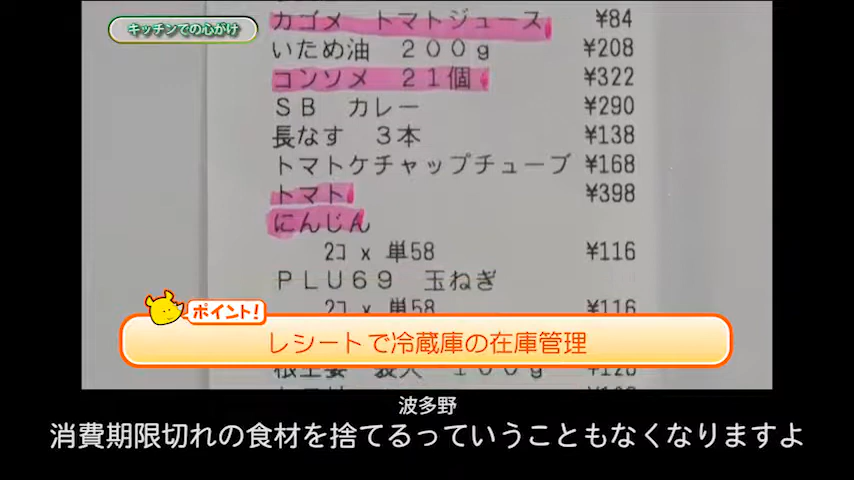 キッチンでの心がけ
カゴメ トマトジュース ¥84
いため油 200g ¥208
コンソメ 21個 ¥322
SB カレー ¥290
長なす 3本 ¥138
トマトケチャップチューブ ¥168
トマト ¥398
にんじん
2コ x 単58 ¥116
PLU69 玉ねぎ
2コ x 単58 ¥116
ポイント!
レシートで冷蔵庫の在庫管理
100g
波多野
消費期限切れの食材を捨てるっていうこともなくなりますよ